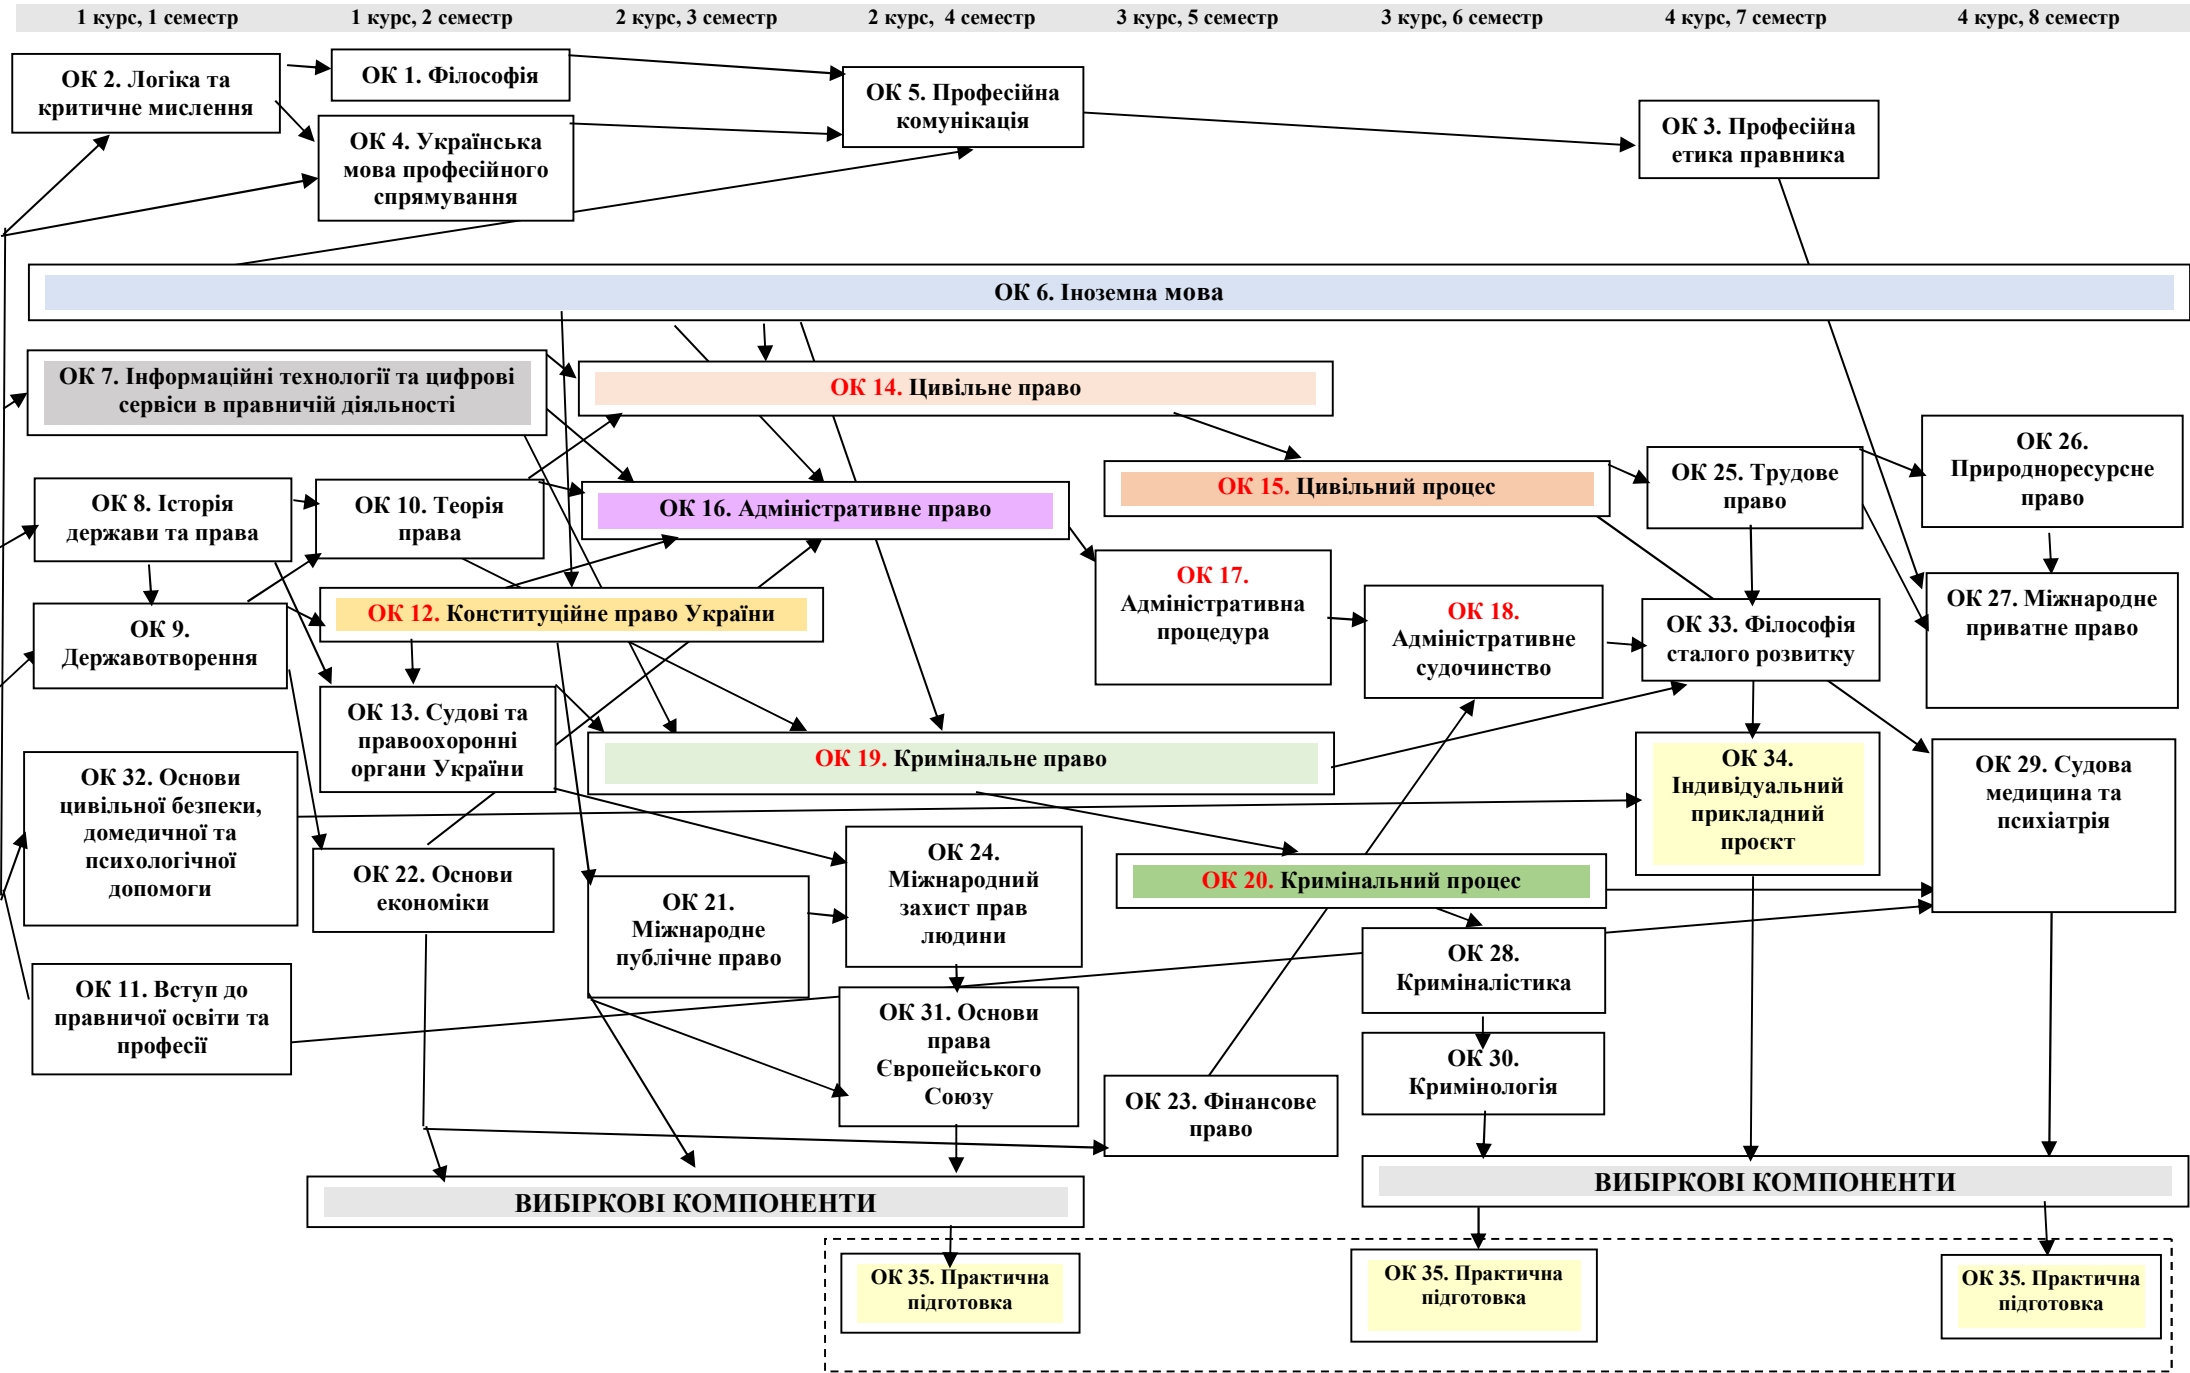 1 курс, 1 семестр
1 курс, 2 семестр
2 курс, 3 семестр
2 курс, 4 семестр
3 курс, 5 семестр
3 курс, 6 семестр
4 курс, 7 семестр
4 курс, 8 семестр
ОК 2. Логіка та
критичне мислення
ОК 1. Філософія
ОК 4. Українська
мова професійного
спрямування
ОК 5. Професійна
комунікація
ОК 3. Професійна
етика правника
ОК 6. Іноземна мова
ОК 7. Інформаційні технології та цифрові
сервіси в правничій діяльності
ОК 14. Цивільне право
ОК 15. Цивільний процес
ОК 25. Трудове
право
ОК 26.
Природноресурсне
право
ОК 8. Історія
держави та права
ОК 10. Теорія
права
ОК 16. Адміністративне право
ОК 17.
Адміністративна
процедура
ОК 18.
Адміністративне
судочинство
ОК 33. Філософія
сталого розвитку
ОК 27. Міжнародне
приватне право
ОК 9.
Державотворення
ОК 12. Конституційне право України
ОК 13. Судові та
правоохоронні
органи України
ОК 19. Кримінальне право
ОК 34.
Індивідуальний
прикладний
проєкт
ОК 29. Судова
медицина та
психіатрія
ОК 32. Основи
цивільної безпеки,
домедичної та
психологічної
допомоги
ОК 22. Основи
економіки
ОК 21.
Міжнародне
публічне право
ОК 24.
Міжнародний
захист прав
людини
ОК 20. Кримінальний процес
ОК 28.
Криміналістика
ОК 11. Вступ до
правничої освіти та
професії
ОК 31. Основи
права
Європейського
Союзу
ОК 23. Фінансове
право
ОК 30.
Кримінологія
ВИБІРКОВІ КОМПОНЕНТИ
ВИБІРКОВІ КОМПОНЕНТИ
ОК 35. Практична
підготовка
ОК 35. Практична
підготовка
ОК 35. Практична
підготовка